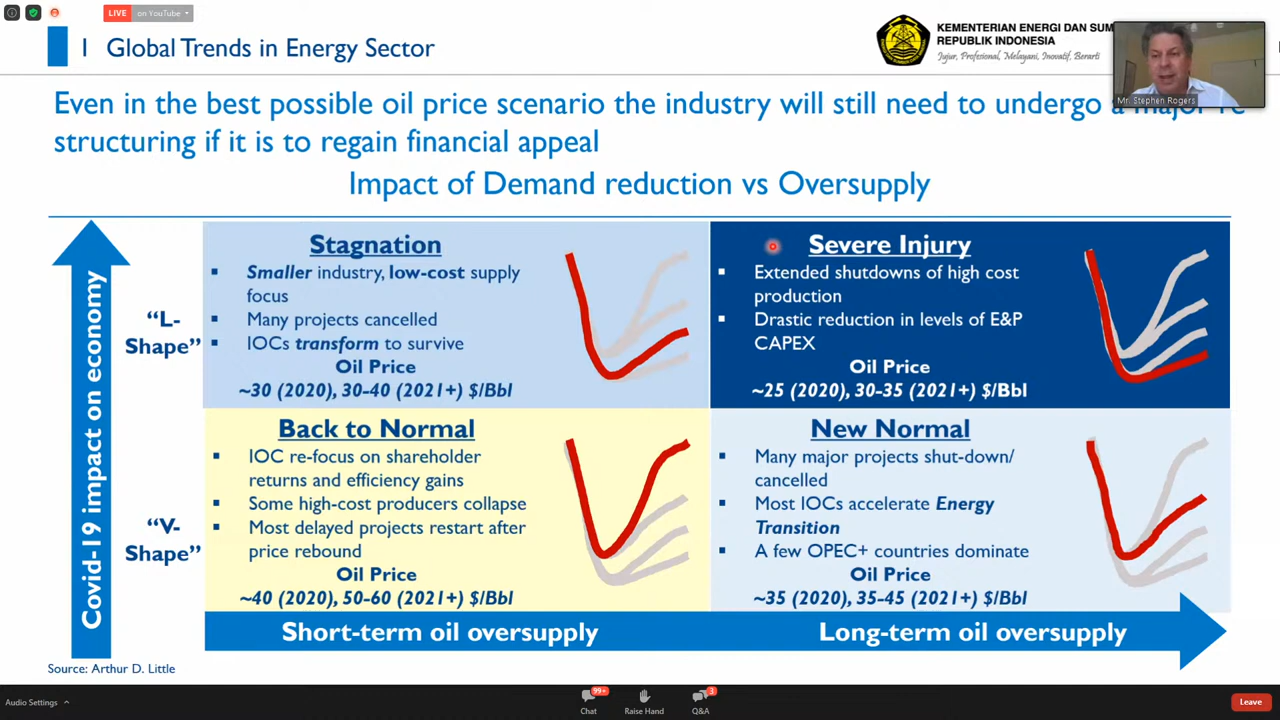 LIVE on YouTube
I Global Trends in Energy Sector
KEMENTERIAN ENERGI DAN
REPUBLIK INDONESIA
Jujur, Profesional, Melayani, Inovatif, Berarti
Mr. Stephen Rogers
Even in the best possible oil price scenario the industry will still need to undergo
structuring if it is to regain financial appeal
Impact of Demand reduction vs Oversupply
Covid-19 impact on economy
"L-
Shape"
Stagnation
▪ Smaller industry, low-cost supply
focus
▪ Many projects cancelled
▪ IOCs transform to survive
Oil Price
~30 (2020), 30-40 (2021+) $/Bbl
Severe Injury
▪ Extended shutdowns of high cost
production
▪ Drastic reduction in levels of E&P
CAPEX
Oil Price
~25 (2020), 30-35 (2021+) $/Bbl
"V-
Shape"
Back to Normal
▪ IOC re-focus on shareholder
returns and efficiency gains
▪ Some high-cost producers collapse
▪ Most delayed projects restart after
price rebound
Oil Price
~40 (2020), 50-60 (2021+) $/Bbl
New Normal
▪ Many major projects shut-down/
cancelled
▪ Most IOCs accelerate Energy
Transition
▪ A few OPEC+ countries dominate
Oil Price
~35 (2020), 35-45 (2021+) $/Bbl
Short-term oil oversupply
Long-term oil oversupply
Source: Arthur D. Little
Audio Settings
99+
Chat
Raise Hand
3
Q&A
Leave